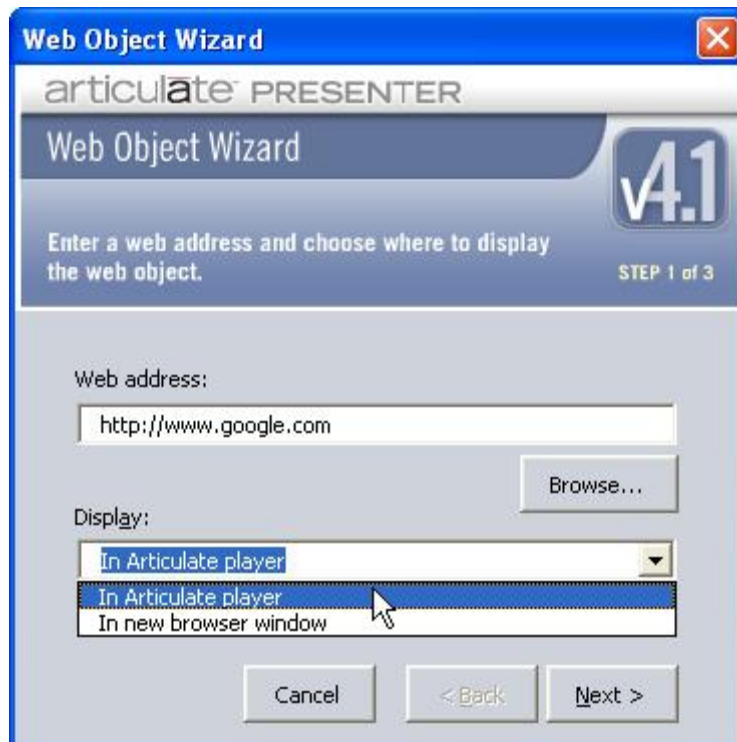 Web Object Wizard
articulate PRESENTER
Web Object Wizard
v4.1
Enter a web address and choose where to display
the web object.
STEP 1 of 3
Web address:
http://www.google.com
Browse...
Display:
In Articulate player
In Articulate player
In new browser window
Cancel
< Back
Next >